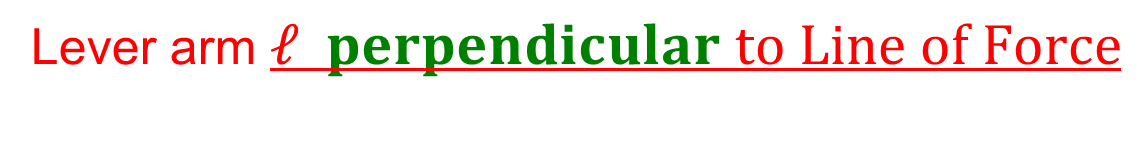 Lever arm ℓ perpendicular to Line of Force